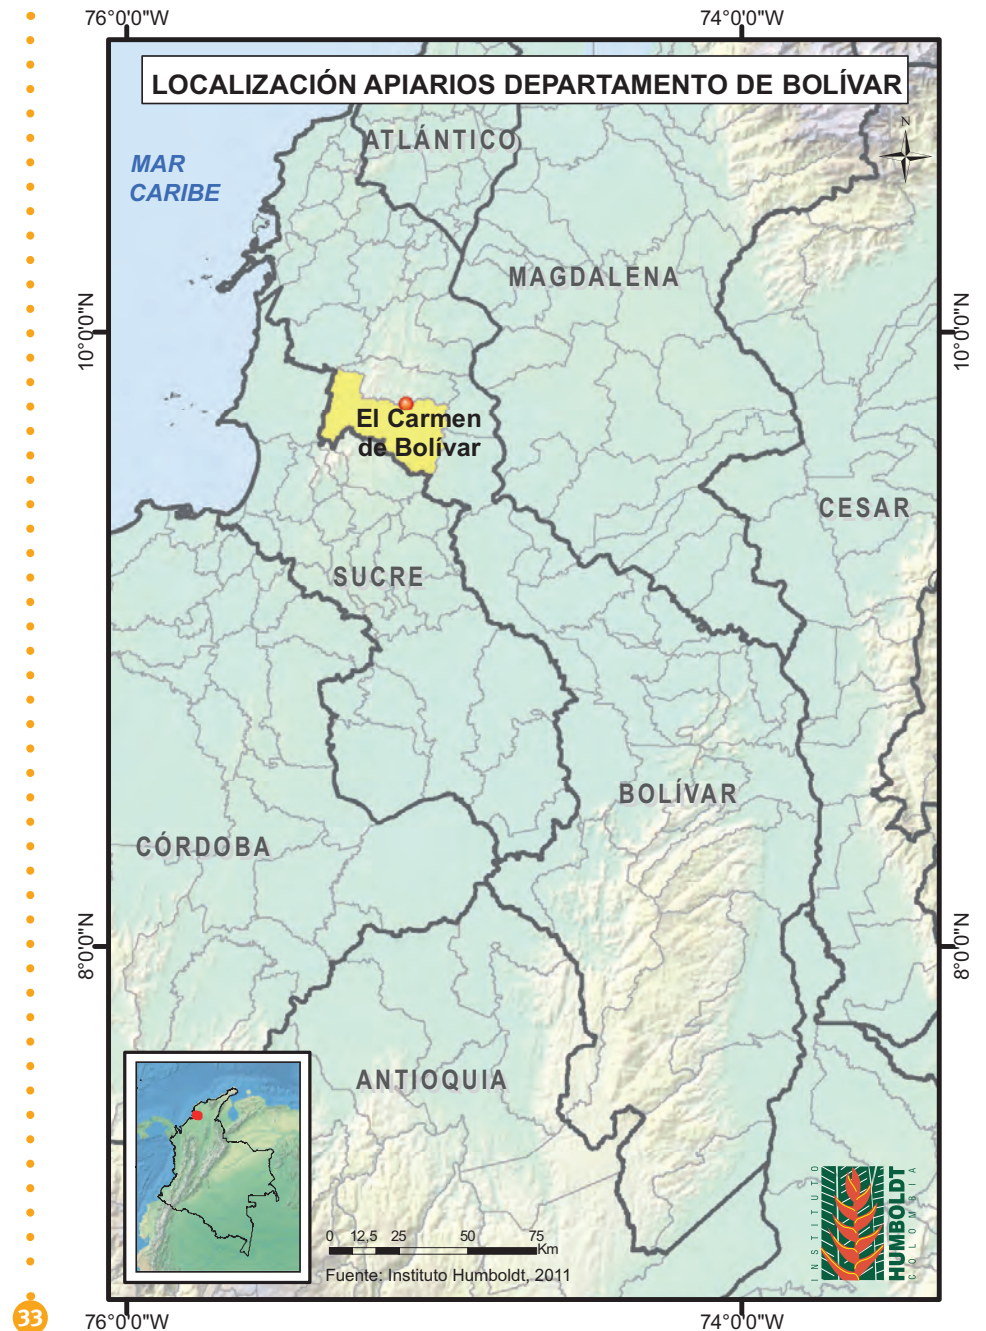 76°0'0"W
74°0'0"W
LOCALIZACIÓN APIARIOS DEPARTAMENTO DE BOLÍVAR
N
ATLÁNTICO
MAR
CARIBE
MAGDALENA
10°0'0"N
10°0'0"N
El Carmen
de Bolívar
CESAR
SUCRE
BOLÍVAR
CÓRDOBA
8°0'0"N
8°0'0"N
ANTIOQUIA
INSTITUTO
HUMBOLDT
COLOMBIA
0 12,5 25 50 75
Km
Fuente: Instituto Humboldt, 2011
33
76°0'0"W
74°0'0"W